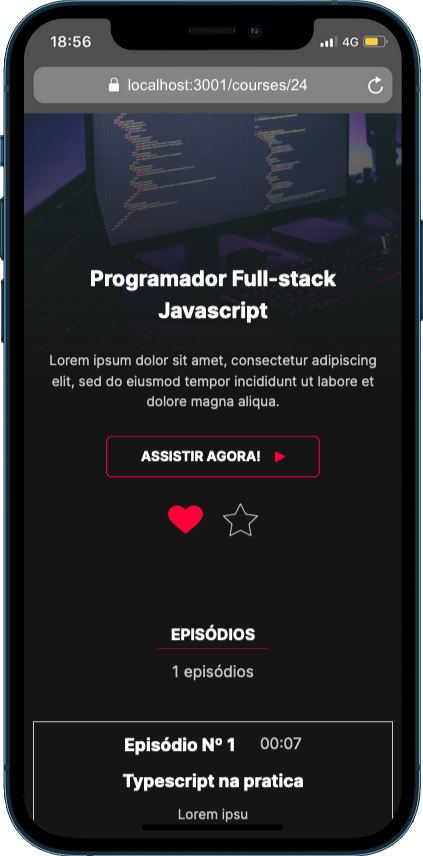 18:56
4G
localhost:3001/courses/24
Programador Full-stack
Javascript
Lorem ipsum dolor sit amet, consectetur adipiscing
elit, sed do eiusmod tempor incididunt ut labore et
dolore magna aliqua.
ASSISTIR AGORA!
EPISÓDIOS
1 episódios
Episódio Nº 1 00:07
Typescript na pratica
Lorem ipsu